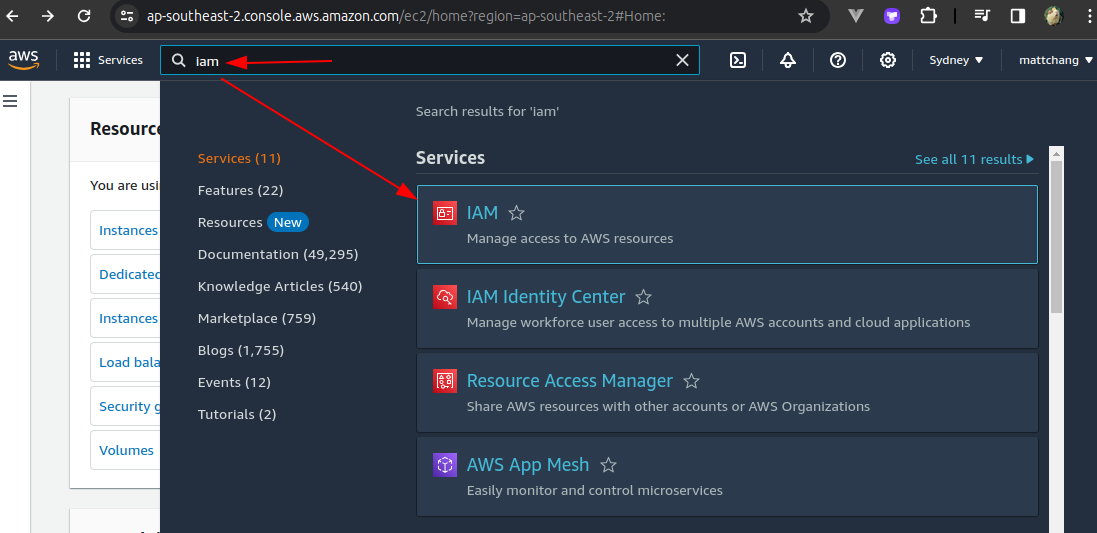 ap-southeast-2.console.aws.amazon.com/ec2/home?region=ap-southeast-2#Home:
aws
Services
iam
Sydney
mattchang
Search results for 'iam'
Resource
You are usi
Instances
Dedicated
Instances
Load bala
Security g
Volumes
Services (11)
Features (22)
Resources New
Documentation (49,295)
Knowledge Articles (540)
Marketplace (759)
Blogs (1,755)
Events (12)
Tutorials (2)
Services
See all 11 results
IAM
Manage access to AWS resources
IAM Identity Center
Manage workforce user access to multiple AWS accounts and cloud applications
Resource Access Manager
Share AWS resources with other accounts or AWS Organizations
AWS App Mesh
Easily monitor and control microservices